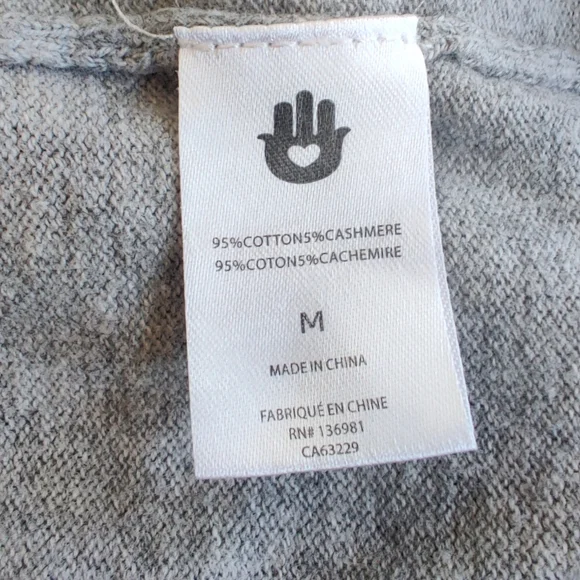 95%COTTON5%CASHMERE
95%COTON5%CACHEMIRE
M
MADE IN CHINA
FABRIQUÉ EN CHINE
RN# 136981
CA63229